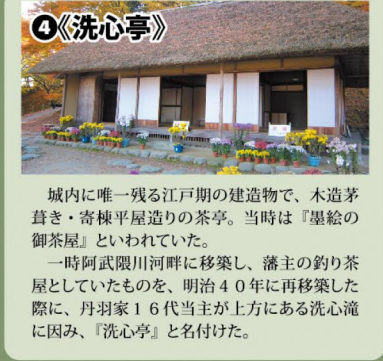 ❹《洗心亭》
城内に唯一残る江戸期の建造物で、木造茅
葺き・寄棟平屋造りの茶亭。当時は『墨絵の
御茶屋』といわれていた。
一時阿武隈川河畔に移築し、藩主の釣り茶
屋としていたものを、明治４０年に再移築した
際に、丹羽家１６代当主が上方にある洗心滝
に因み、『洗心亭』と名付けた。